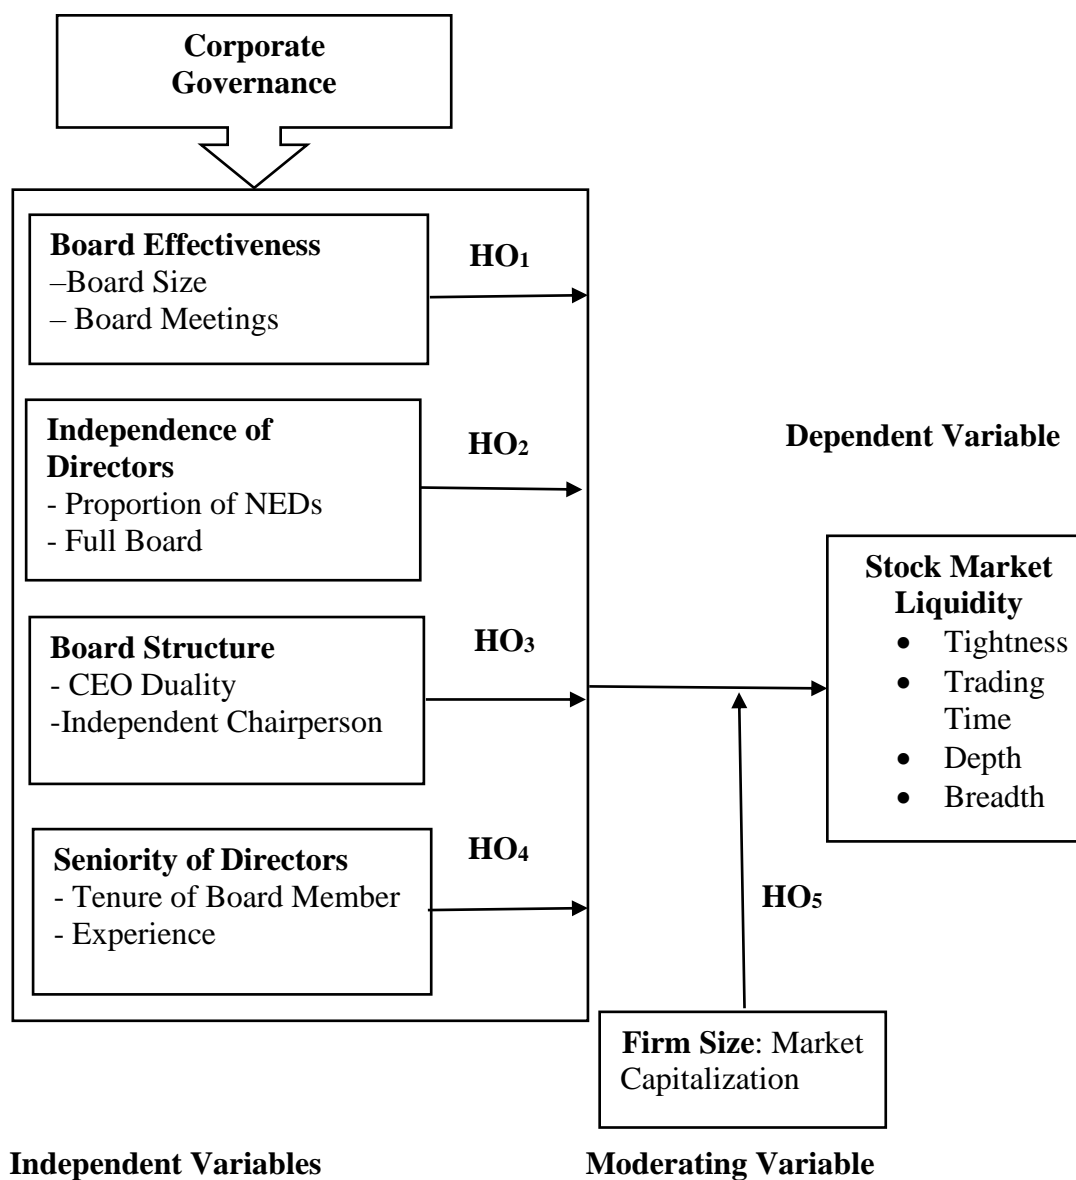 Corporate
Governance
Board Effectiveness
–Board Size
– Board Meetings
HO1
Independence of
Directors
- Proportion of NEDs
- Full Board
HO2
Board Structure
- CEO Duality
-Independent Chairperson
HO3
Seniority of Directors
- Tenure of Board Member
- Experience
HO4
Dependent Variable
Stock Market
Liquidity
• Tightness
• Trading
Time
• Depth
• Breadth
HO5
Firm Size: Market
Capitalization
Independent Variables
Moderating Variable